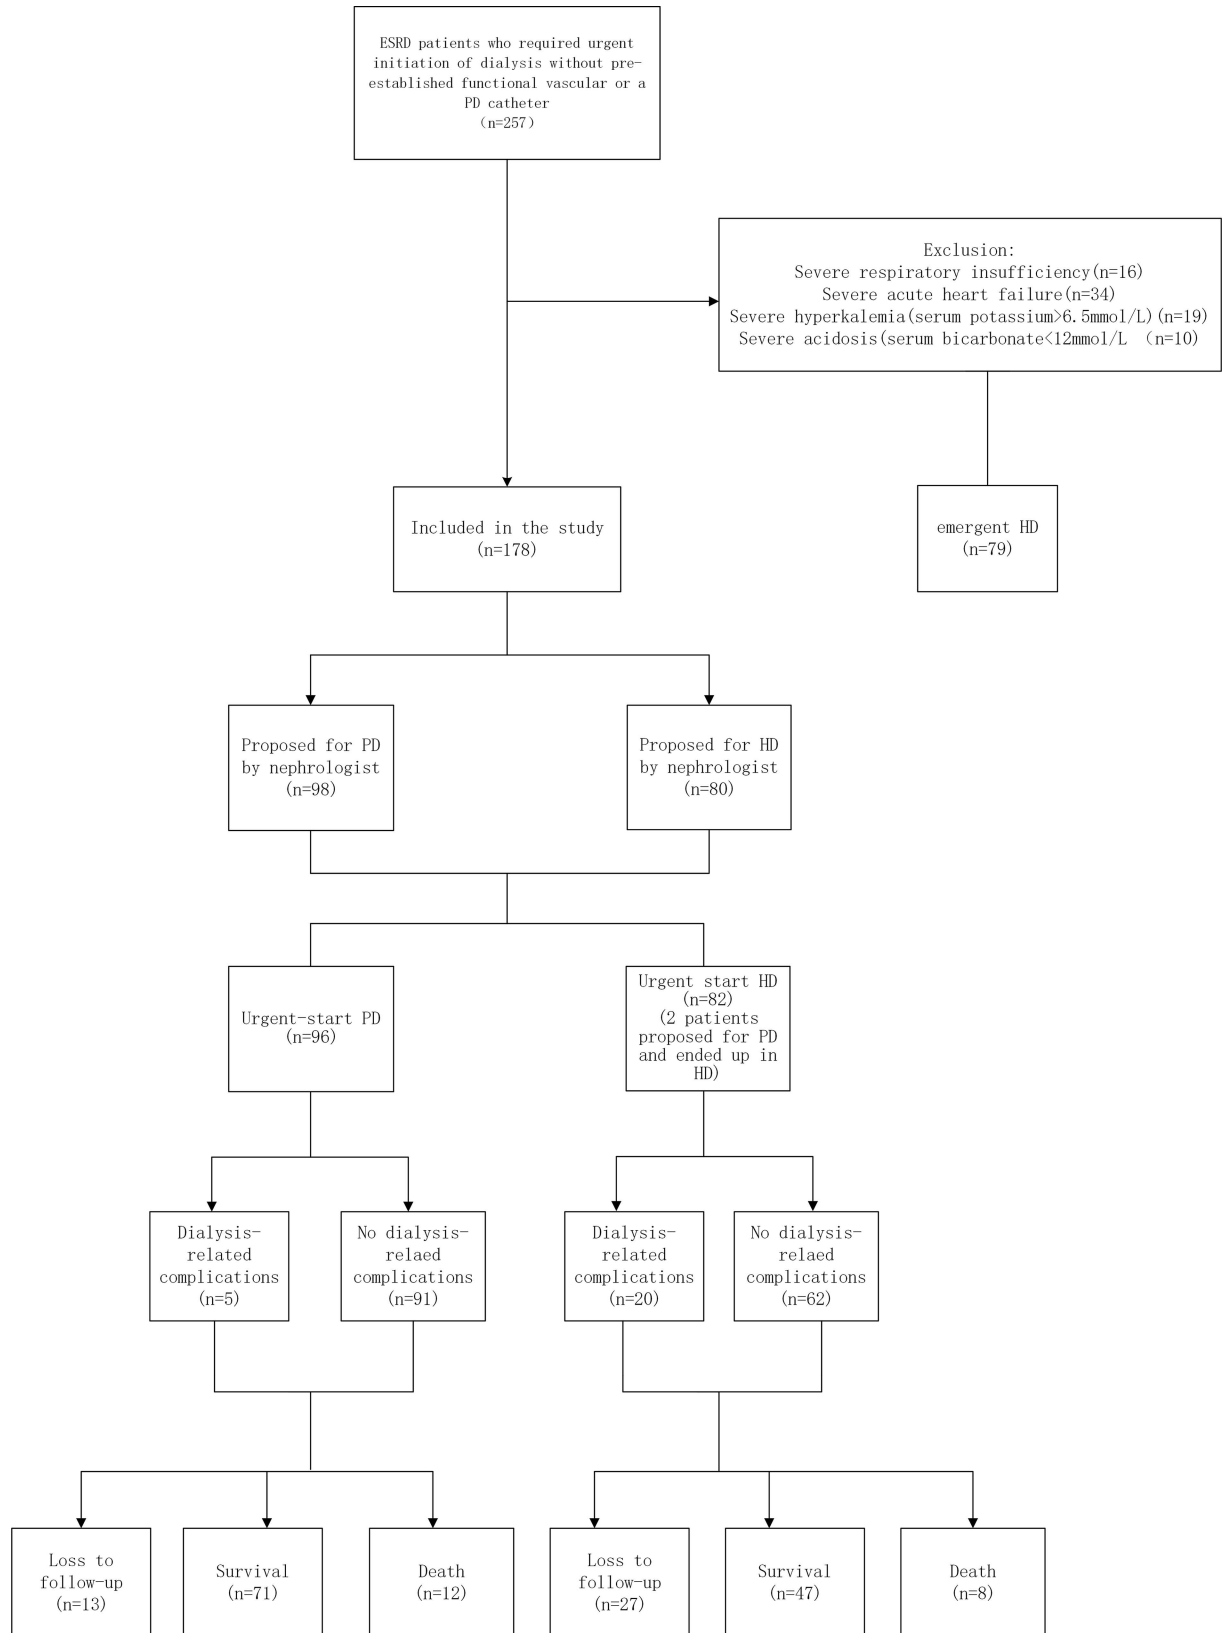 ESRD patients who required urgent
initiation of dialysis without pre-
established functional vascular or a
PD catheter
（n=257）
Exclusion:
Severe respiratory insufficiency(n=16)
Severe acute heart failure(n=34)
Severe hyperkalemia(serum potassium>6.5mmol/L)(n=19)
Severe acidosis(serum bicarbonate<12mmol/L （n=10)
Included in the study
(n=178)
emergent HD
(n=79)
Proposed for PD
by nephrologist
(n=98)
Proposed for HD
by nephrologist
(n=80)
Urgent-start PD
(n=96)
Urgent start HD
(n=82)
(2 patients
proposed for PD
and ended up in
HD)
Dialysis-
related
complications
(n=5)
No dialysis-
relaed
complications
(n=91)
Dialysis-
related
complications
(n=20)
No dialysis-
relaed
complications
(n=62)
Loss to
follow-up
(n=13)
Survival
(n=71)
Death
(n=12)
Loss to
follow-up
(n=27)
Survival
(n=47)
Death
(n=8)